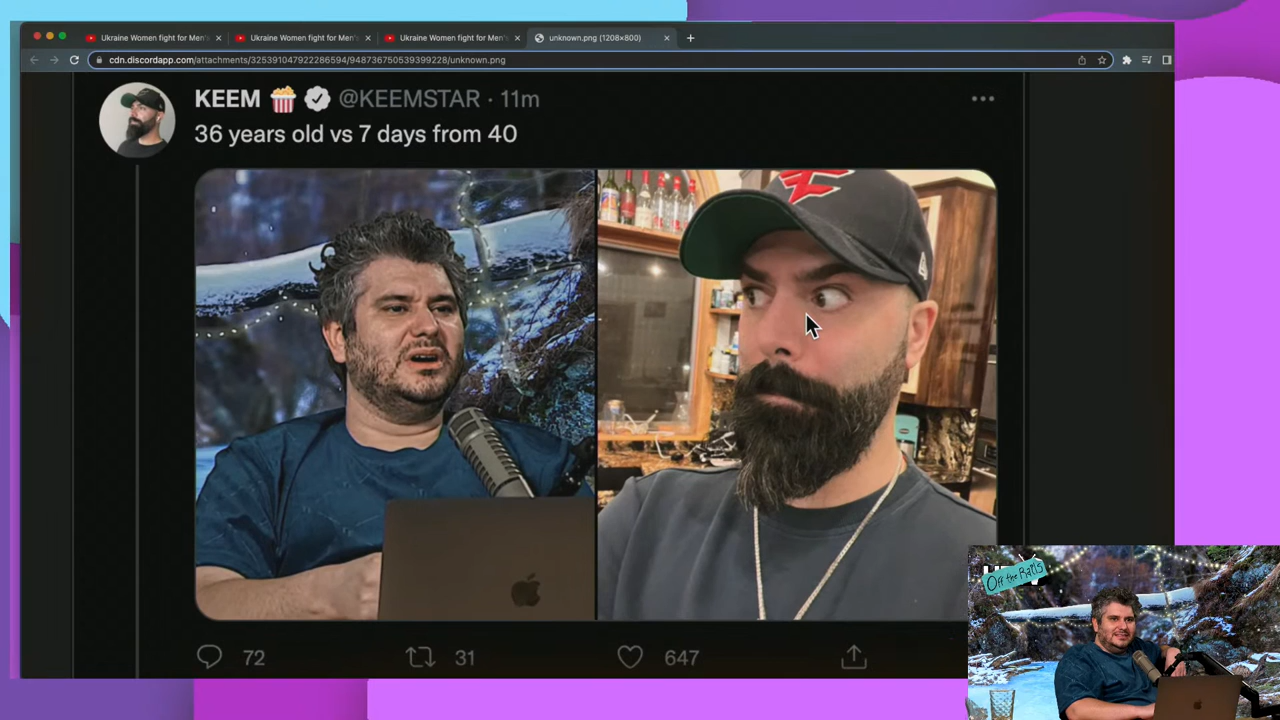 Ukraine Women fight for Men's
Ukraine Women fight for Men's
Ukraine Women fight for Men's
unknown.png (1208×800)
cdn.discordapp.com/attachments/325391047922286594/948736750539399228/unknown.png
KEEM @KEEMSTAR · 11m
36 years old vs 7 days from 40
72
31
647
Off the Rails